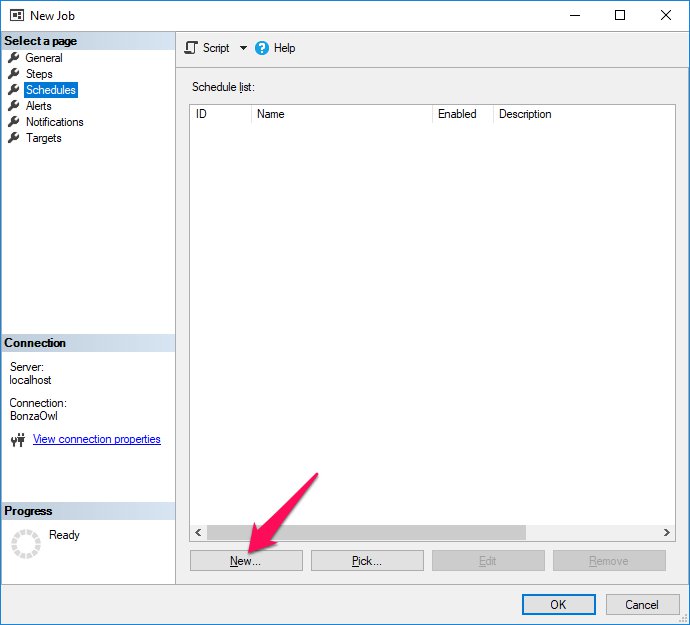 New Job
Select a page
General
Steps
Schedules
Alerts
Notifications
Targets
Script
Help
Schedule list:
ID Name Enabled Description
Connection
Server:
localhost
Connection:
BonzaOwl
View connection properties
Progress
Ready
New... Pick... Edit Remove
OK Cancel